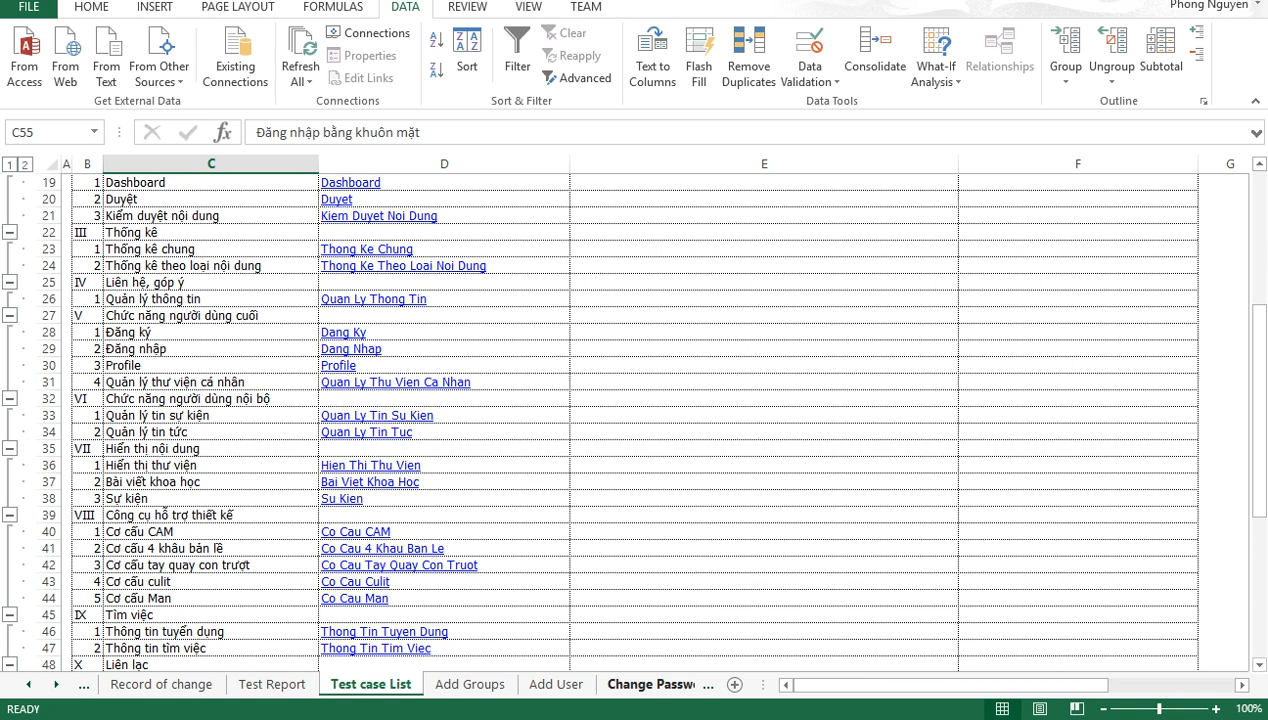 FILE HOME INSERT PAGE LAYOUT FORMULAS DATA REVIEW VIEW TEAM Phong Nguyen
From Access From Web From Text From Other Sources Existing Connections
Get External Data
Refresh All Connections Properties Edit Links
Connections
Sort Filter Clear Reapply Advanced
Sort & Filter
Text to Columns Flash Fill Remove Duplicates Data Validation Consolidate What-If Analysis Relationships
Data Tools
Group Ungroup Subtotal
Outline
C55 fx Đăng nhập bằng khuôn mặt
1 2 A B C D E F G
19 1 Dashboard Dashboard
20 2 Duyệt Duyet
21 3 Kiểm duyệt nội dung Kiem Duyet Noi Dung
22 III Thống kê
23 1 Thống kê chung Thong Ke Chung
24 2 Thống kê theo loại nội dung Thong Ke Theo Loai Noi Dung
25 IV Liên hệ, góp ý
26 1 Quản lý thông tin Quan Ly Thong Tin
27 V Chức năng người dùng cuối
28 1 Đăng ký Dang Ky
29 2 Đăng nhập Dang Nhap
30 3 Profile Profile
31 4 Quản lý thư viện cá nhân Quan Ly Thu Vien Ca Nhan
32 VI Chức năng người dùng nội bộ
33 1 Quản lý tin sự kiện Quan Ly Tin Su Kien
34 2 Quản lý tin tức Quan Ly Tin Tuc
35 VII Hiển thị nội dung
36 1 Hiển thị thư viện Hien Thi Thu Vien
37 2 Bài viết khoa học Bai Viet Khoa Hoc
38 3 Sự kiện Su Kien
39 VIII Công cụ hỗ trợ thiết kế
40 1 Cơ cấu CAM Co Cau CAM
41 2 Cơ cấu 4 khâu bản lề Co Cau 4 Khau Ban Le
42 3 Cơ cấu tay quay con trượt Co Cau Tay Quay Con Truot
43 4 Cơ cấu culit Co Cau Culit
44 5 Cơ cấu Man Co Cau Man
45 IX Tìm việc
46 1 Thông tin tuyển dụng Thong Tin Tuyen Dung
47 2 Thông tin tìm việc Thong Tin Tim Viec
48 X Liên lạc
... Record of change Test Report Test case List Add Groups Add User Change Passw ...
READY 100%